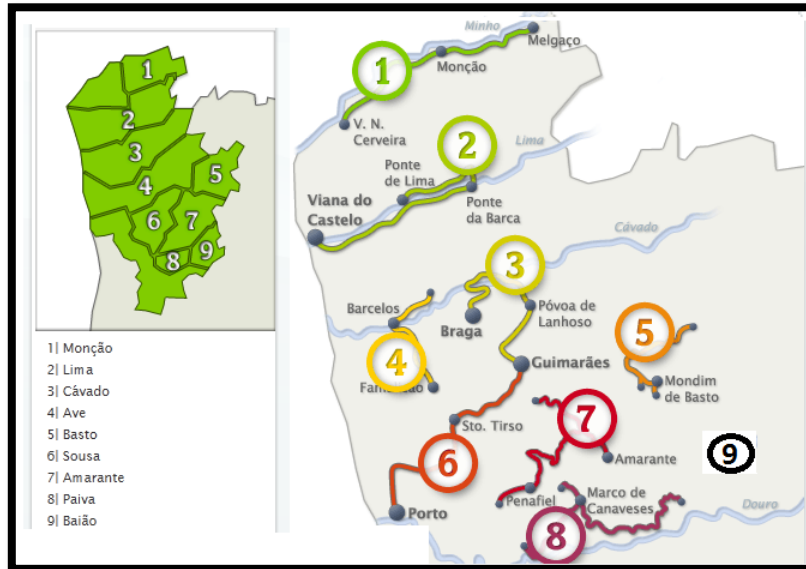 1
2
3
4
5
6
7
8
9
1| Monção
2| Lima
3| Cávado
4| Ave
5| Basto
6| Sousa
7| Amarante
8| Paiva
9| Baião
Minho
Melgaço
Monção
1
V. N.
Cerveira
2
Lima
Ponte
de Lima
Viana do
Castelo
Ponte
da Barca
Cávado
3
Barcelos
Póvoa de
Lanhoso
Braga
5
4
Guimarães
Mondim
de Basto
Sto. Tirso
7
6
9
Amarante
Penafiel
Marco de
Canaveses
Douro
Porto
8